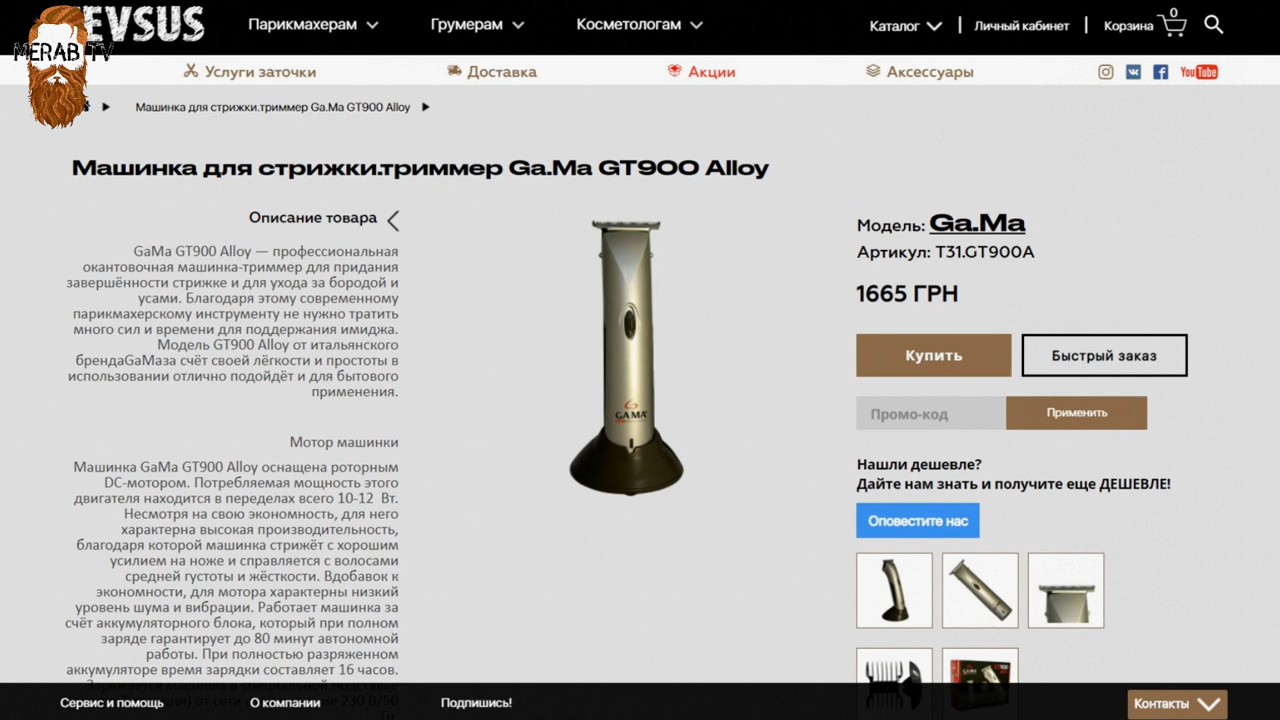 EVSUS
MERAB TV
Парикмахерам
Грумерам
Косметологам
Каталог
Личный кабинет
Корзина
0
Услуги заточки
Доставка
Акции
Аксессуары
YouTube
Машинка для стрижки.триммер Ga.Ma GT900 Alloy
Машинка для стрижки.триммер Ga.Ma GT900 Alloy
Описание товара
GaMa GT900 Alloy — профессиональная
окантовочная машинка-триммер для придания
завершённости стрижке и для ухода за бородой и
усами. Благодаря этому современному
парикмахерскому инструменту не нужно тратить
много сил и времени для поддержания имиджа.
Модель GT900 Alloy от итальянского
брендаGaMaза счёт своей лёгкости и простоты в
использовании отлично подойдёт и для бытового
применения.
Мотор машинки
Машинка GaMa GT900 Alloy оснащена роторным
DC-мотором. Потребляемая мощность этого
двигателя находится в пределах всего 10-12 Вт.
Несмотря на свою экономность, для него
характерна высокая производительность,
благодаря которой машинка стрижёт с хорошим
усилием на ноже и справляется с волосами
средней густоты и жёсткости. Вдобавок к
экономности, для мотора характерны низкий
уровень шума и вибрации. Работает машинка за
счёт аккумуляторного блока, который при полном
заряде гарантирует до 80 минут автономной
работы. При полностью разряженном
аккумуляторе время зарядки составляет 16 часов.
GAMA
Модель: Ga.Ma
Артикул: T31.GT900A
1665 ГРН
Купить
Быстрый заказ
Промо-код
Применить
Нашли дешевле?
Дайте нам знать и получите еще ДЕШЕВЛЕ!
Оповестите нас
Сервис и помощь
О компании
Подпишись!
Контакты